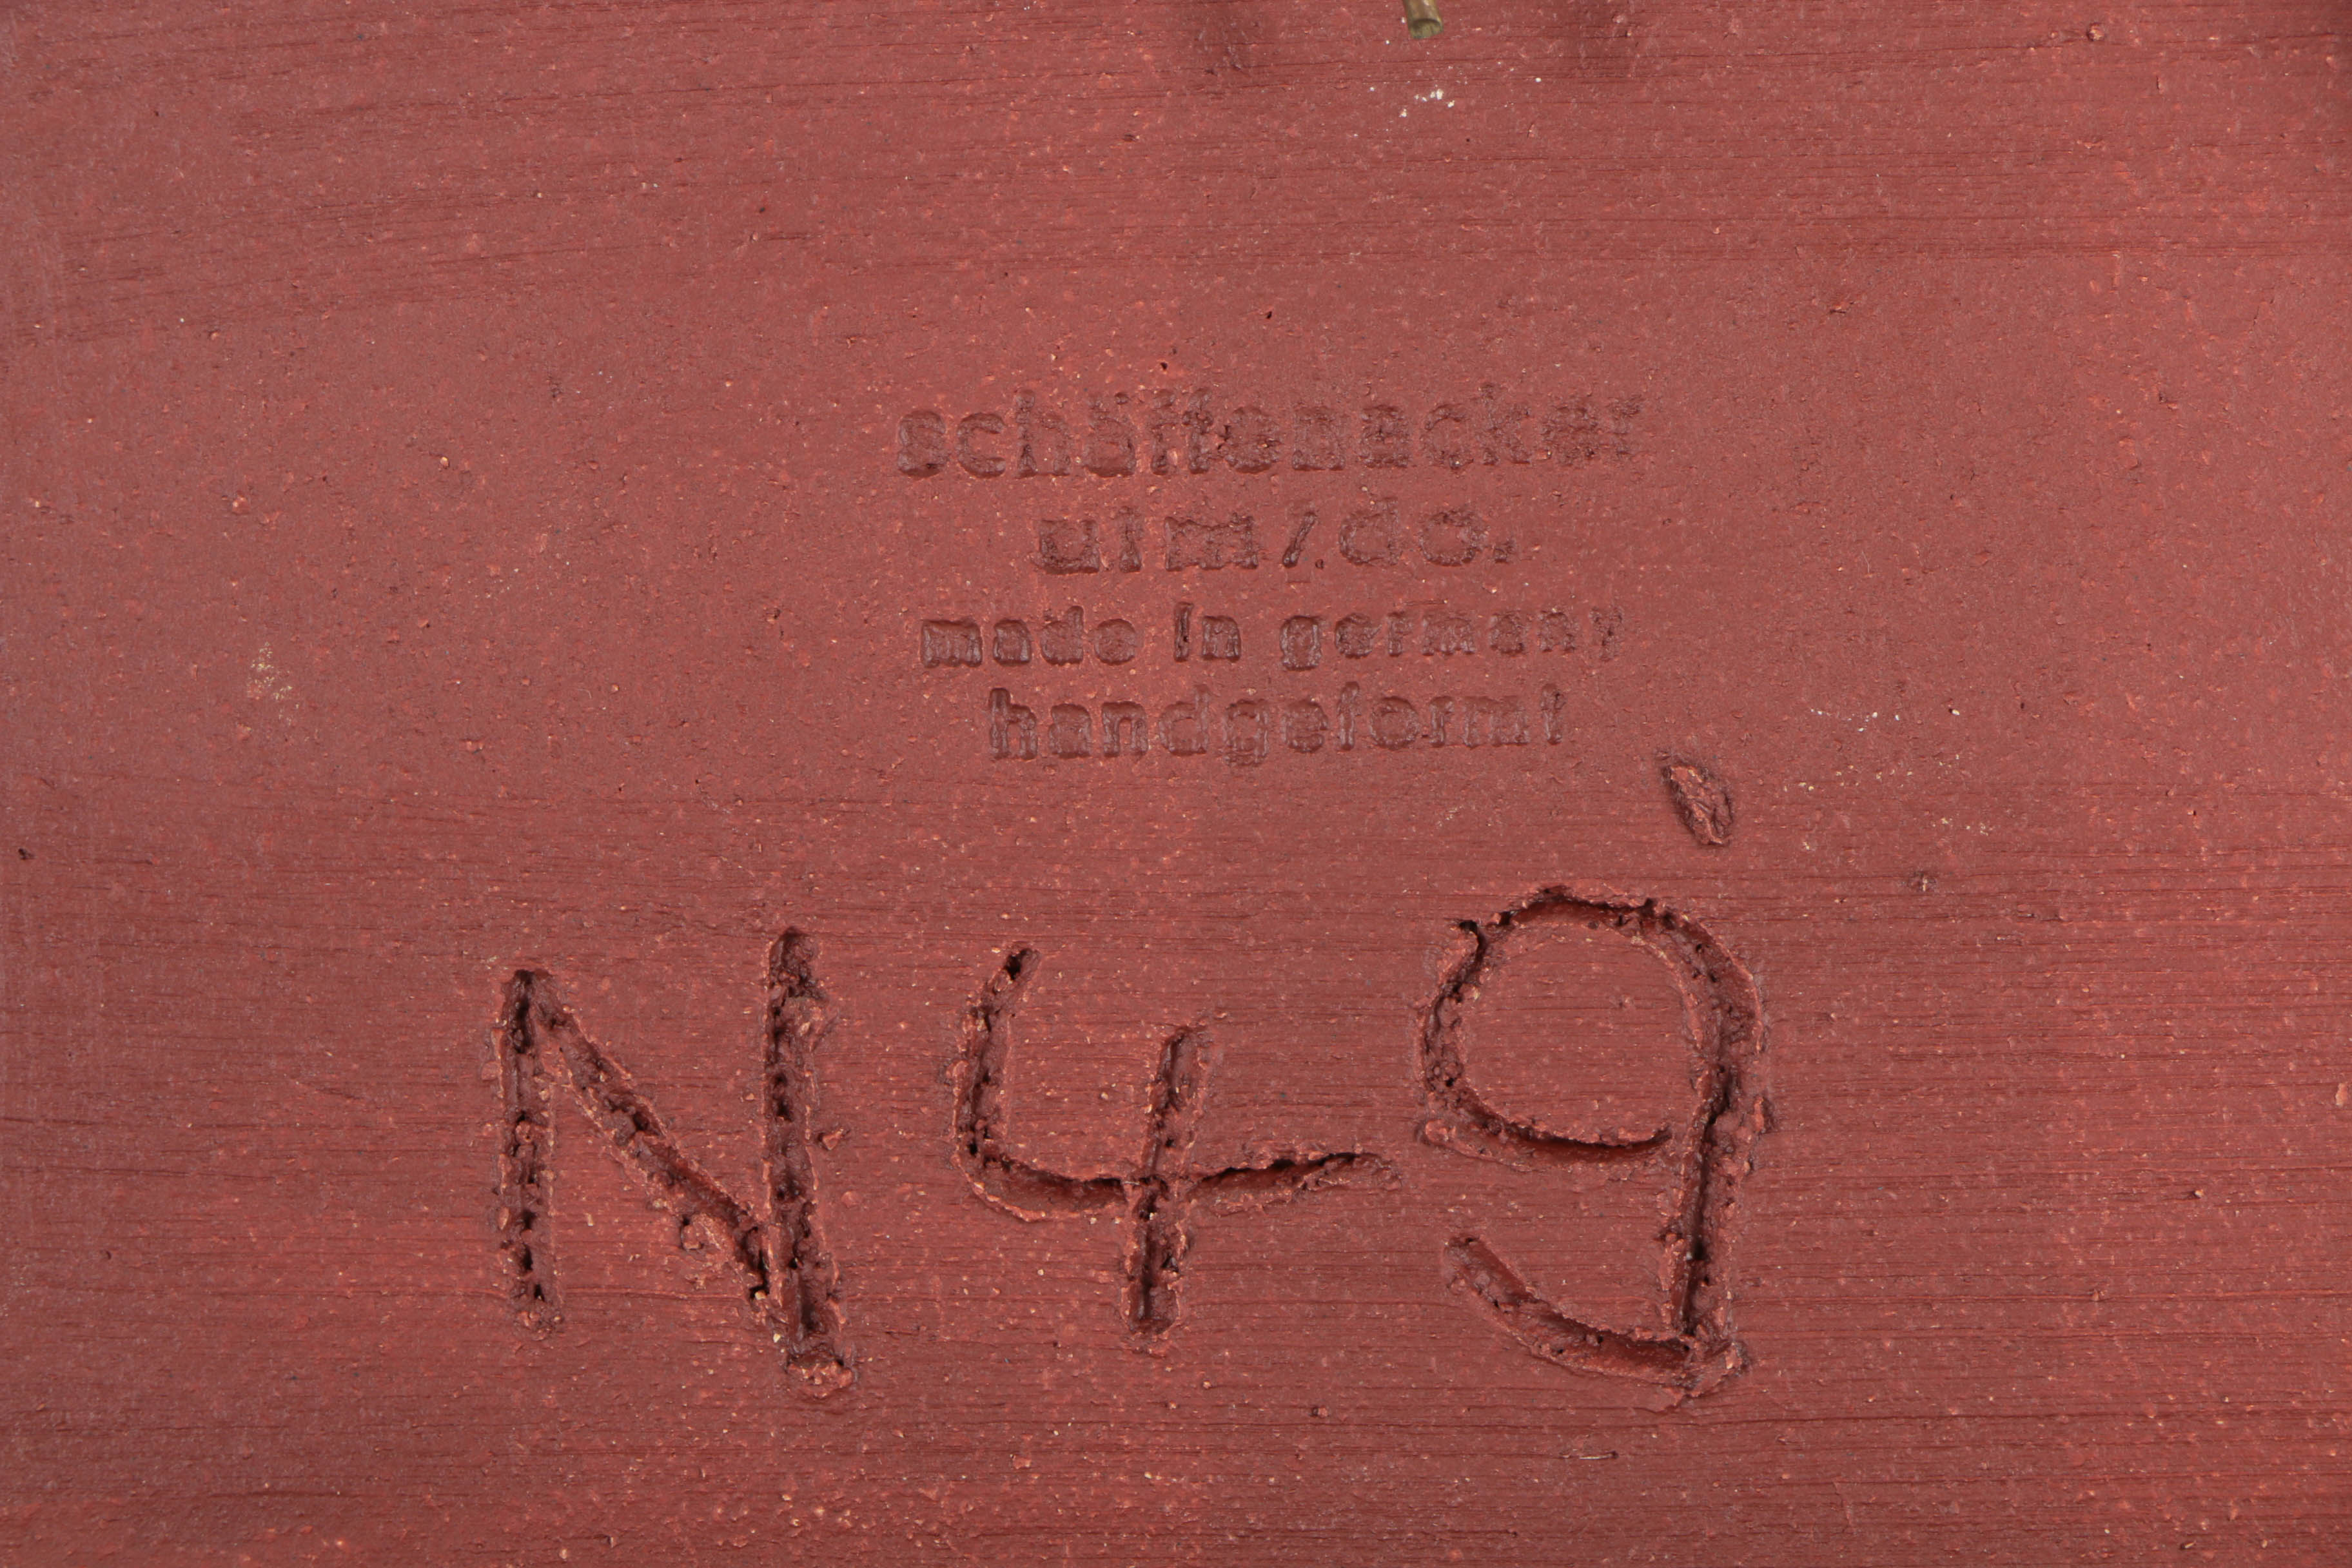 schäffenacker
ulm/do.
made in germany
handgeformt
N49